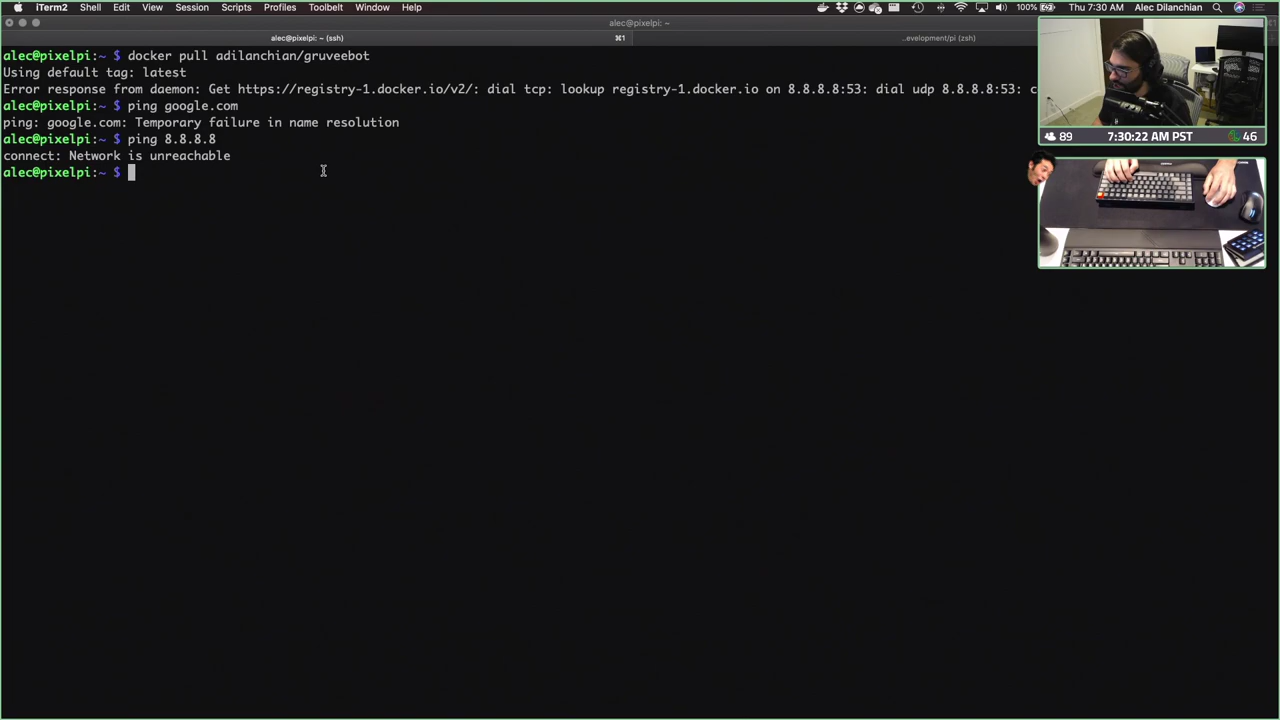 iTerm2 Shell Edit View Session Scripts Profiles Toolbelt Window Help 100% Thu 7:30 AM Alec Dilanchian
alec@pixelpi: ~
alec@pixelpi: ~ (ssh) ⌘1 ..evelopment/pi (zsh)
alec@pixelpi:~ $ docker pull adilanchian/gruveebot
Using default tag: latest
Error response from daemon: Get https://registry-1.docker.io/v2/: dial tcp: lookup registry-1.docker.io on 8.8.8.8:53: dial udp 8.8.8.8:53: c
alec@pixelpi:~ $ ping google.com
ping: google.com: Temporary failure in name resolution
alec@pixelpi:~ $ ping 8.8.8.8
connect: Network is unreachable
alec@pixelpi:~ $
89 7:30:22 AM PST 46